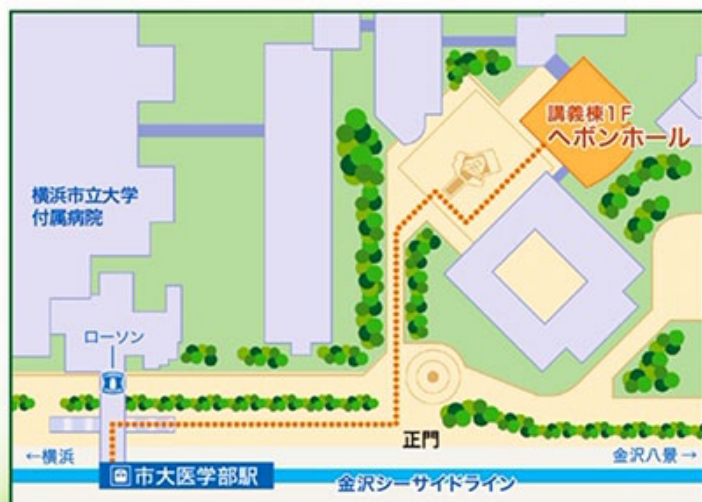 講義棟1F
ヘボンホール
横浜市立大学
付属病院
ローソン
正門
←横浜
金沢八景→
市大医学部駅
金沢シーサイドライン